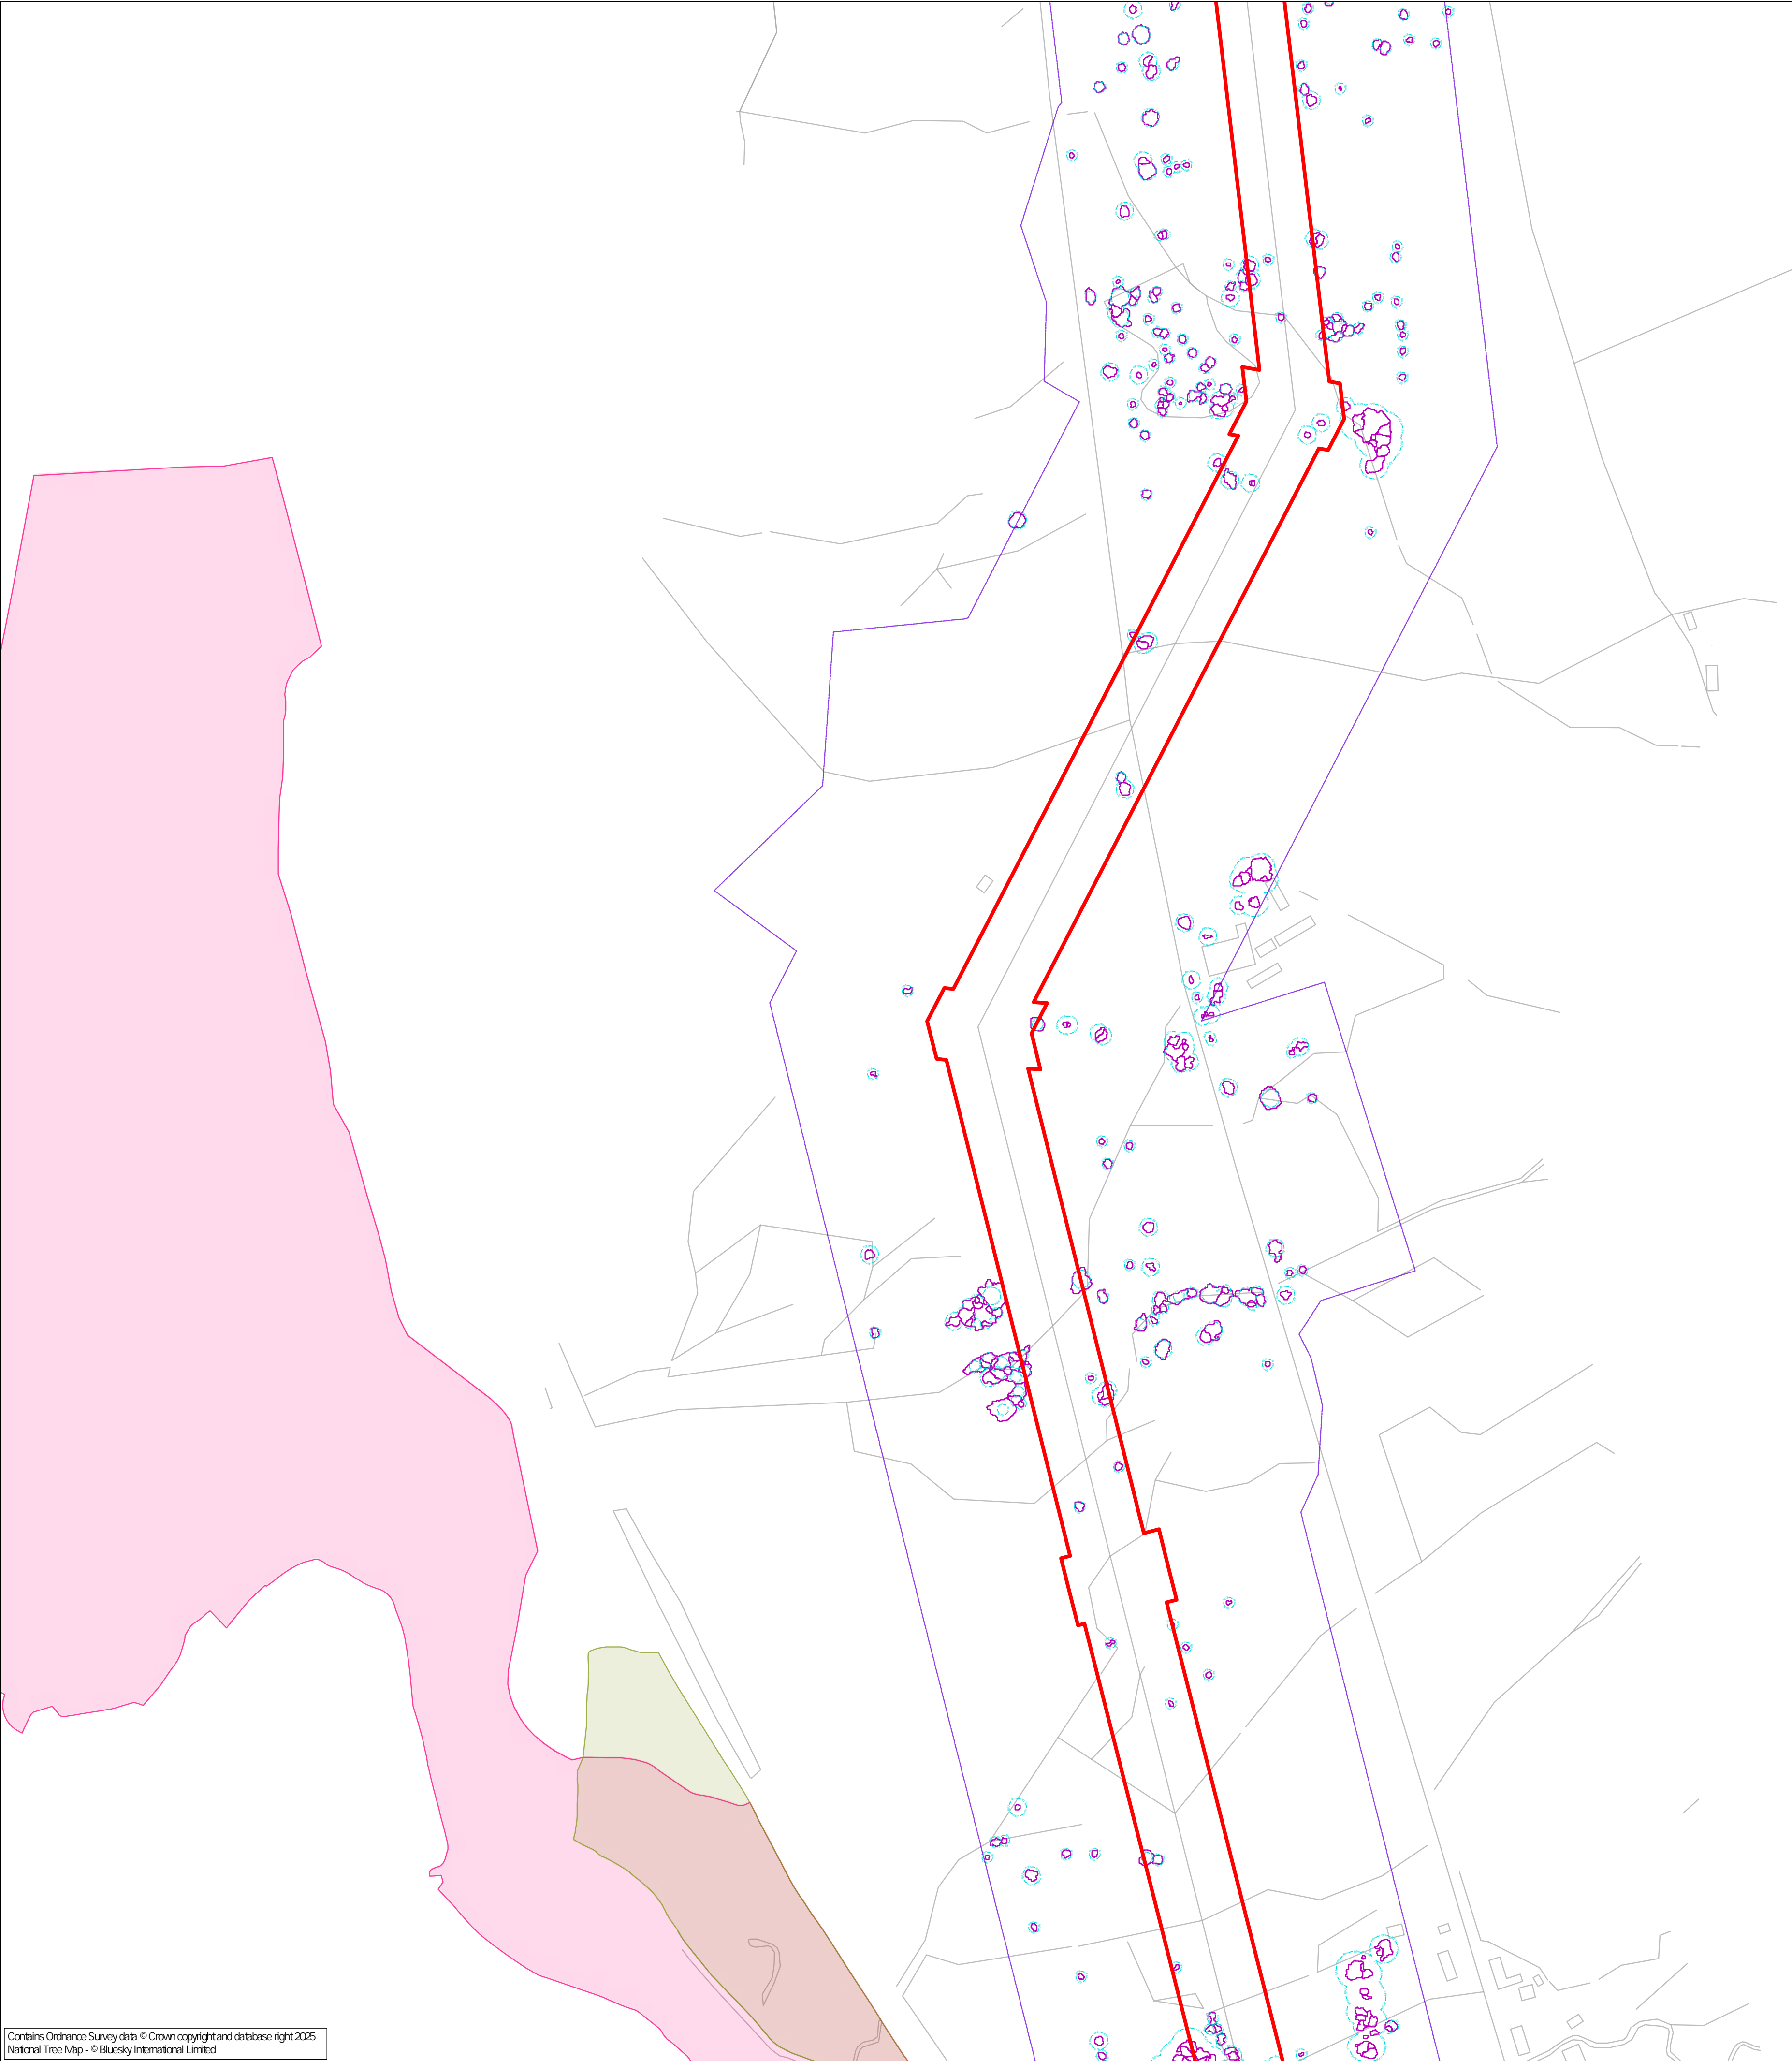 Contains Ordnance Survey data © Crown copyright and database right 2025
National Tree Map - © Bluesky International Limited